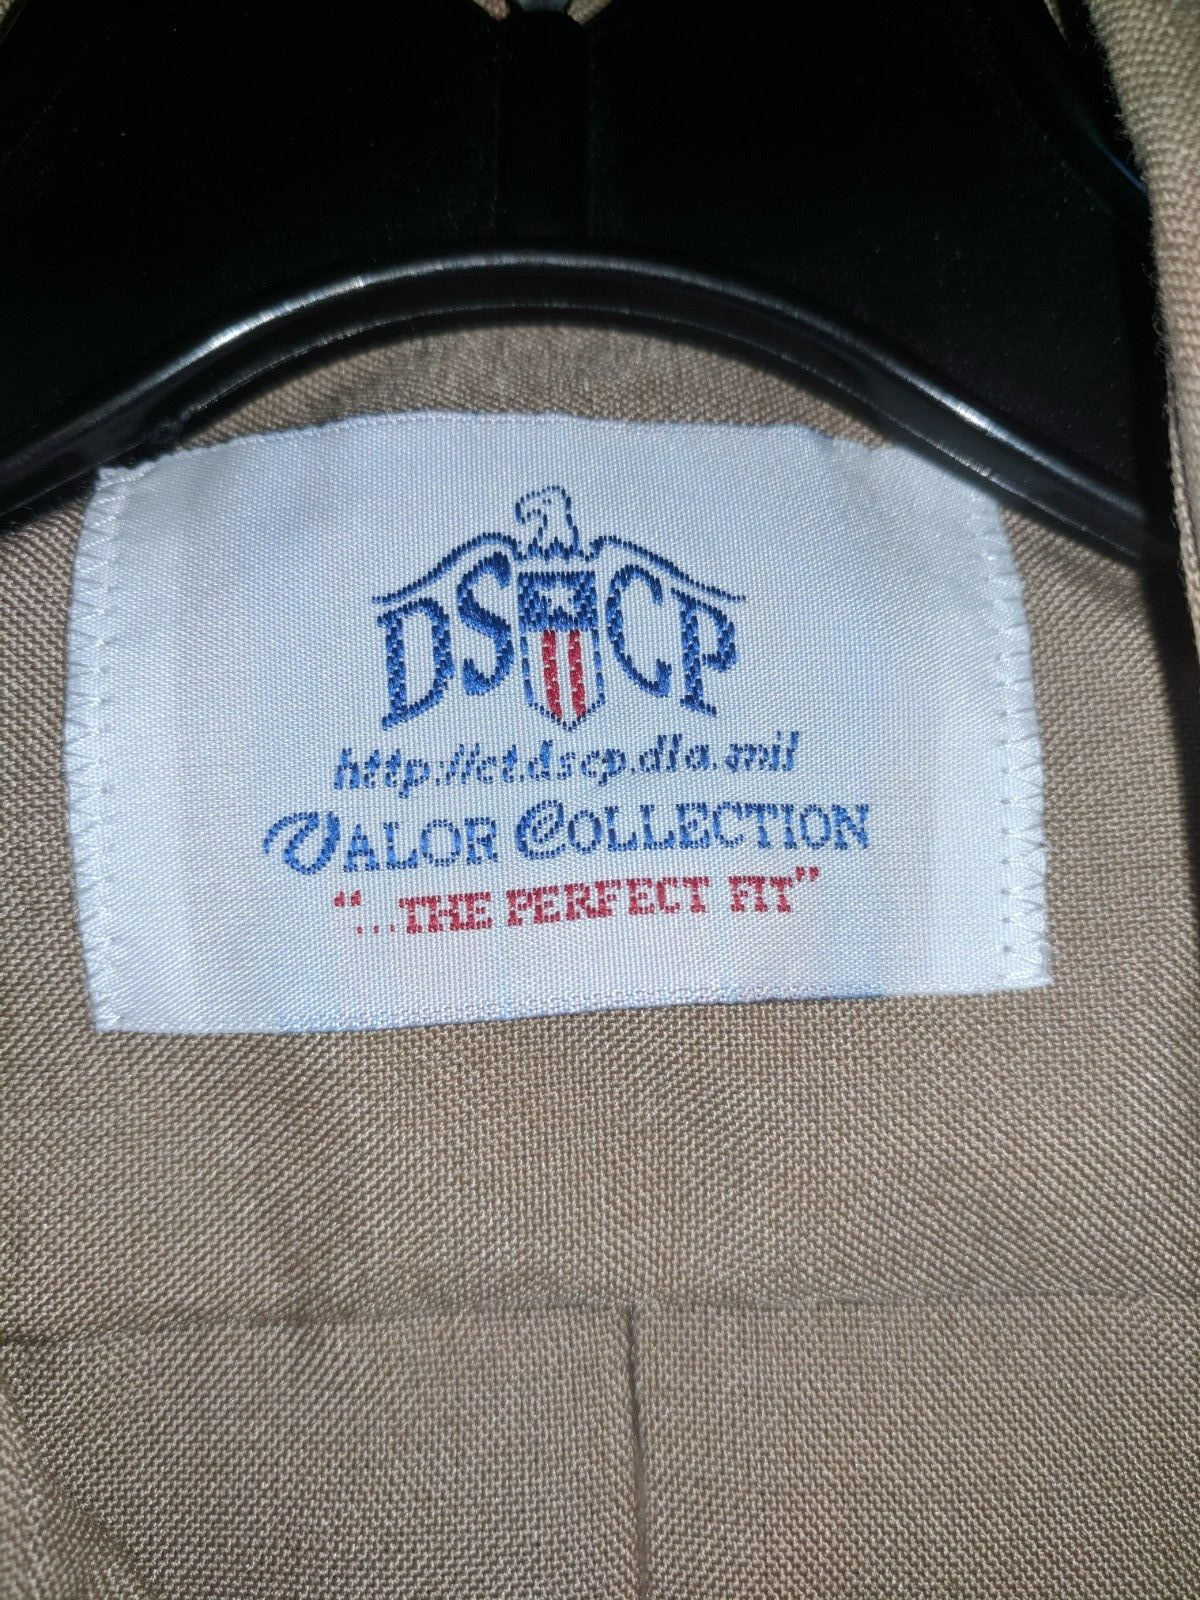 DSCP
http://ct.dscp.dla.mil
VALOR COLLECTION
"...THE PERFECT FIT"